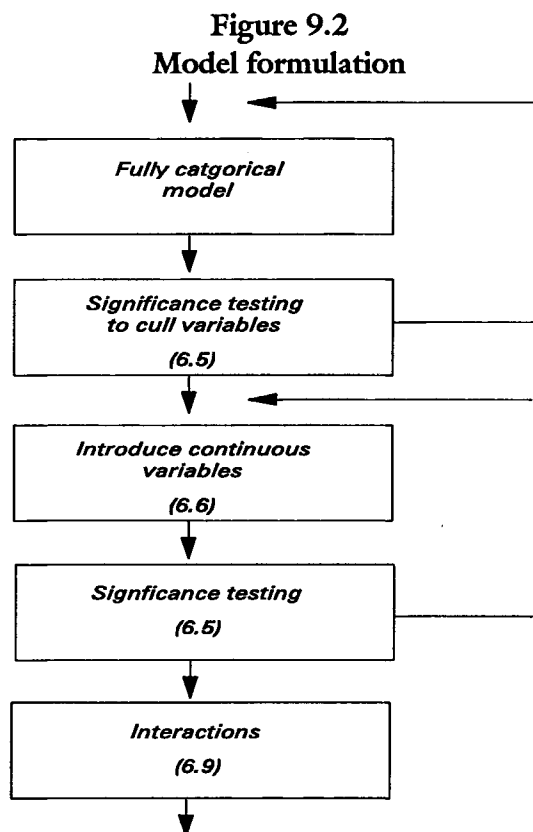 Figure 9.2
Model formulation
Fully catgorical
model
Significance testing
to cull variables
(6.5)
Introduce continuous
variables
(6.6)
Signficance testing
(6.5)
Interactions
(6.9)